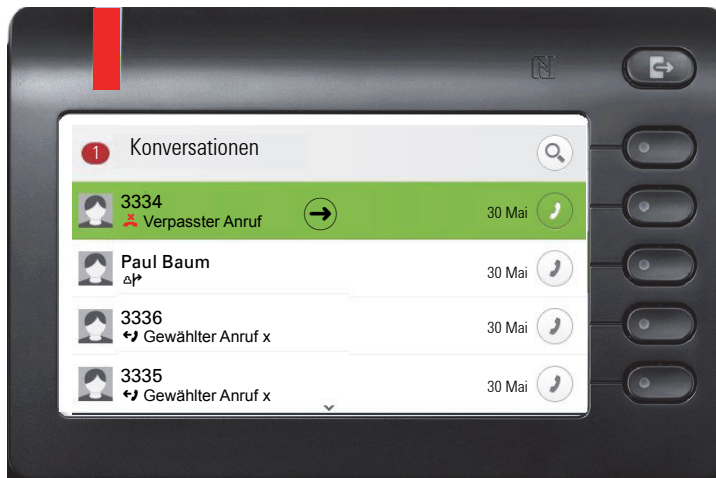 1 Konversationen
3334
Verpasster Anruf
30 Mai
Paul Baum
30 Mai
3336
Gewählter Anruf x
30 Mai
3335
Gewählter Anruf x
30 Mai